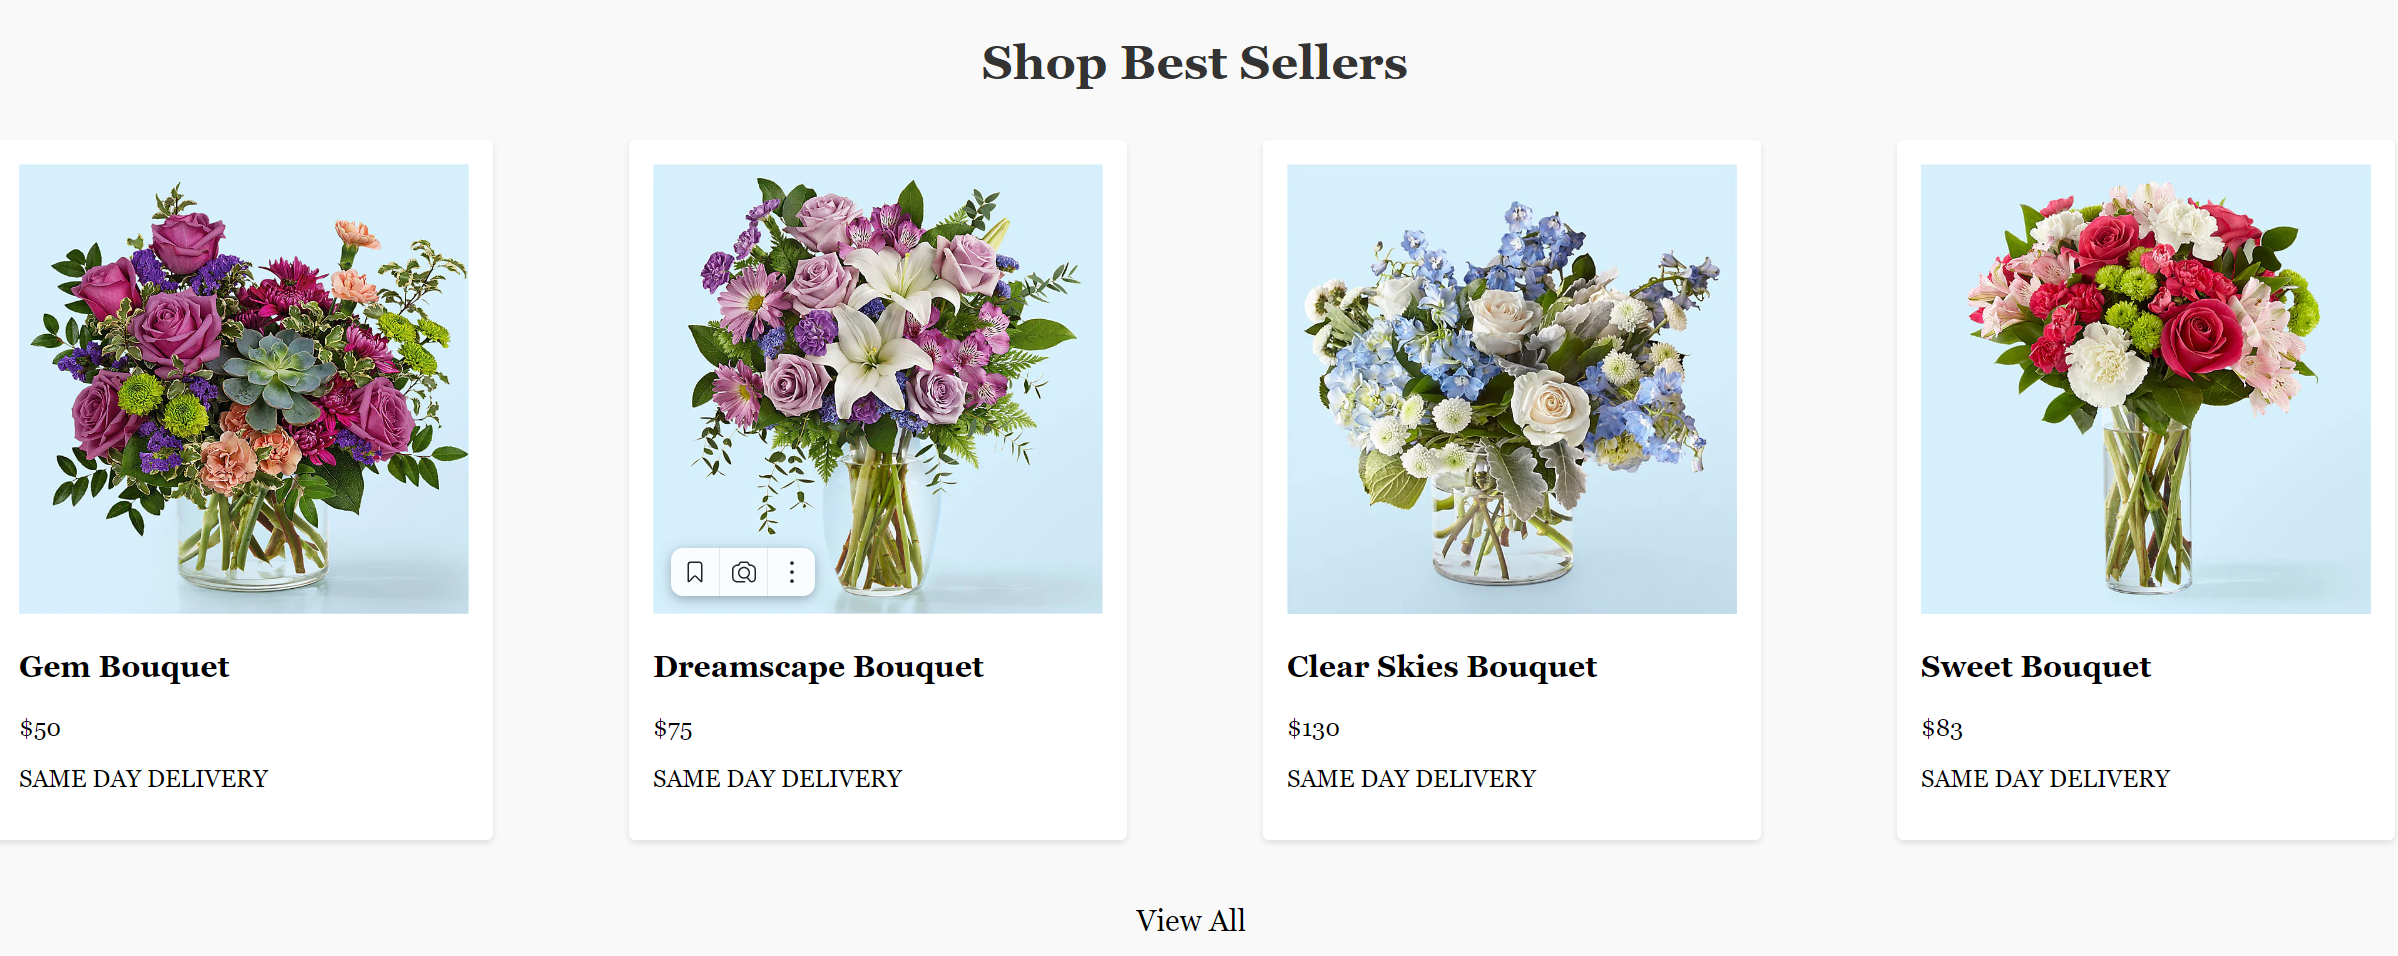 Shop Best Sellers
Gem Bouquet
$50
SAME DAY DELIVERY
Dreamscape Bouquet
$75
SAME DAY DELIVERY
Clear Skies Bouquet
$130
SAME DAY DELIVERY
Sweet Bouquet
$83
SAME DAY DELIVERY
View All